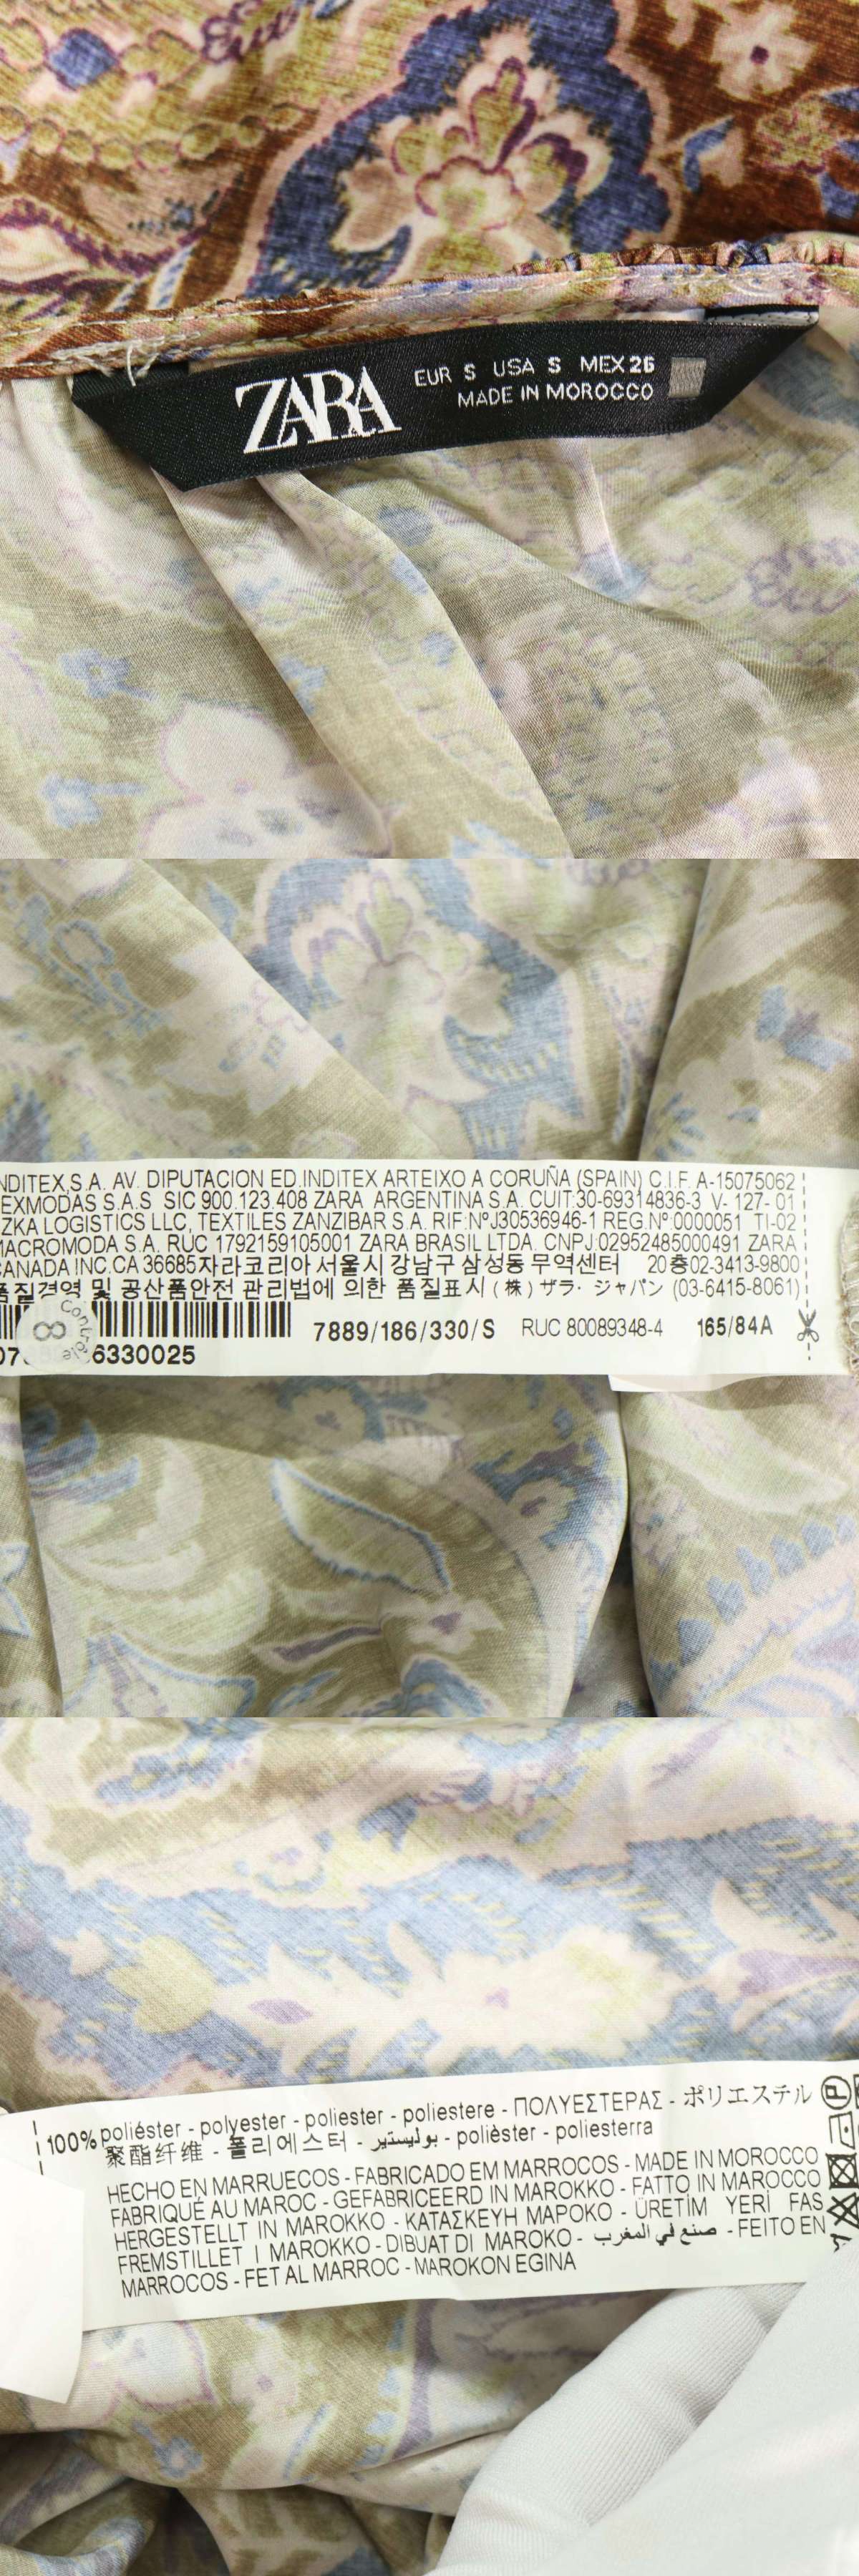 ZARA
EUR S USA S MEX 26
MADE IN MOROCCO
NDITEX,S.A. AV. DIPUTACION ED.INDITEX ARTEIXO A CORUÑA (SPAIN) C.I.F. A-15075062
EXMODAS S.A.S SIC 900.123.408 ZARA ARGENTINA S.A. CUIT:30-69314836-3 V- 127- 01
ZKA LOGISTICS LLC, TEXTILES ZANZIBAR S.A. RIF:NºJ30536946-1 REG.Nº:0000051 TI-02
MACROMODA S.A. RUC 1792159105001 ZARA BRASIL LTDA. CNPJ:02952485000491 ZARA
CANADA INC.CA 36685자라코리아 서울시 강남구 삼성동 무역센터 20층02-3413-9800
품질경영 및 공산품안전 관리법에 의한 품질표시 (株) ザラ・ジャパン (03-6415-8061)
Controle 8
7889/186/330/S RUC 80089348-4 165/84A
6330025
100% poliéster - polyester - poliester - poliestere - ΠΟΛΥΕΣΤΕΡΑΣ - ポリエステル
聚酯纤维 - 폴리에스터 - بوليستير - polièster - poliesterra
HECHO EN MARRUECOS - FABRICADO EM MARROCOS - MADE IN MOROCCO
FABRIQUÉ AU MAROC - GEFABRICEERD IN MAROKKO - FATTO IN MAROCCO
HERGESTELLT IN MAROKKO - ΚΑΤΑΣΚΕΥΗ ΜΑΡΟΚΟ - ÜRETİM YERİ FAS
FREMSTILLET I MAROKKO - DIBUAT DI MAROKO - صنع في المغرب - FEITO EN
MARROCOS - FET AL MARROC - MAROKON EGINA